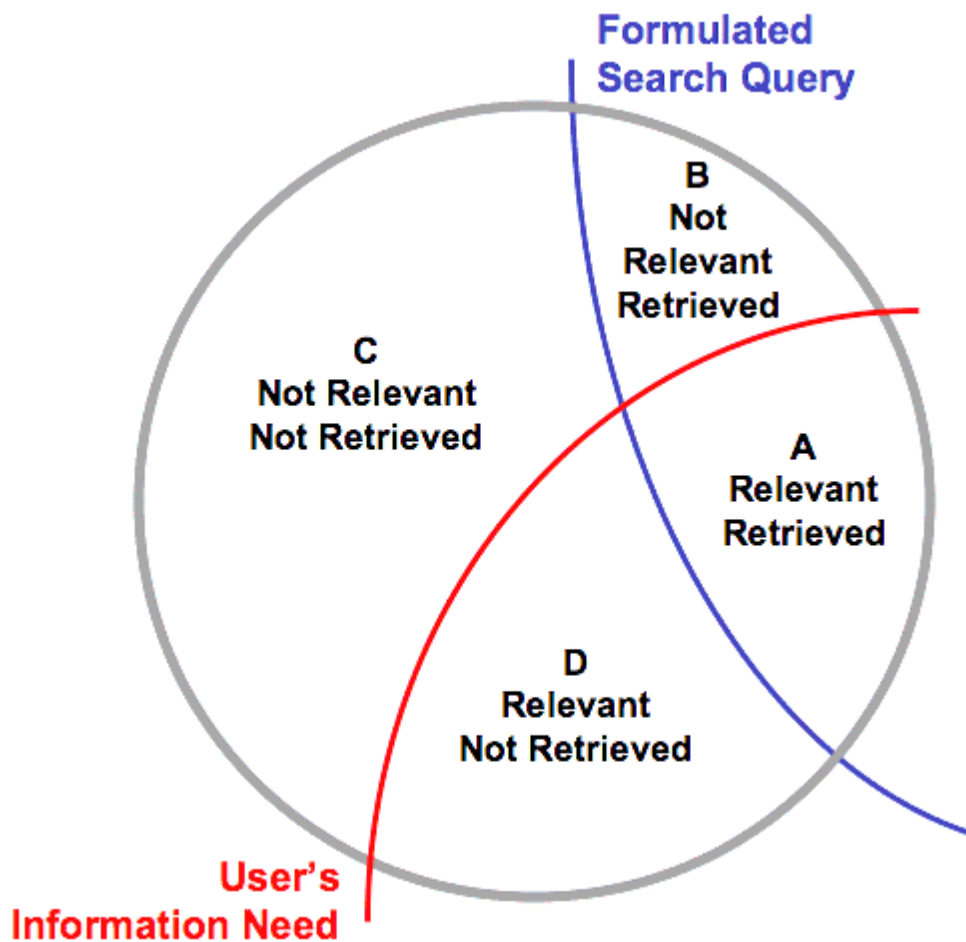 Formulated
Search Query
B
Not
Relevant
Retrieved
C
Not Relevant
Not Retrieved
A
Relevant
Retrieved
D
Relevant
Not Retrieved
User's
Information Need